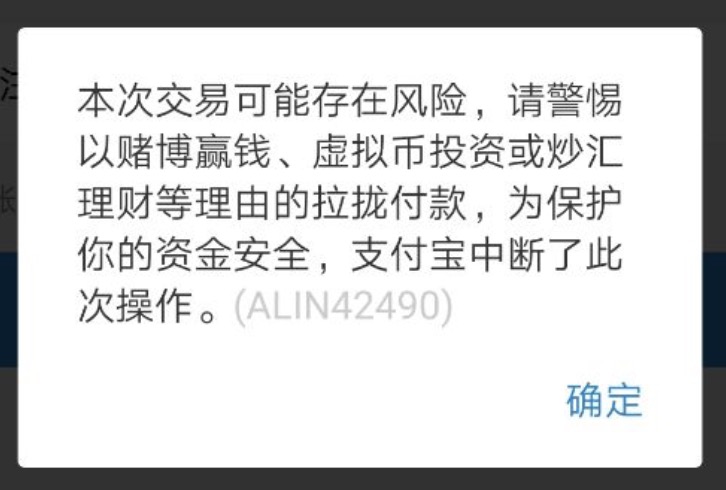 本次交易可能存在风险，请警惕
以赌博赢钱、虚拟币投资或炒汇
理财等理由的拉拢付款，为保护
你的资金安全，支付宝中断了此
次操作。(ALIN42490)
确定